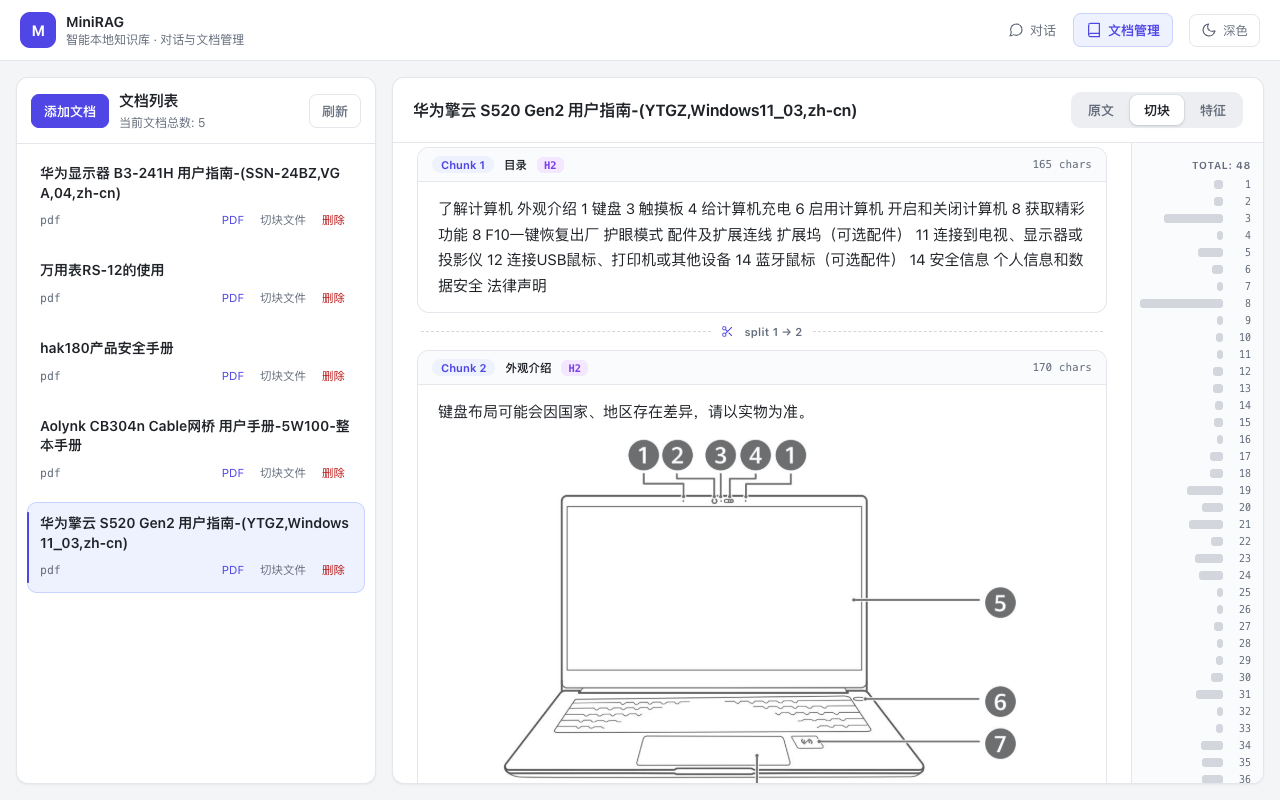 M
MiniRAG
智能本地知识库 · 对话与文档管理
对话
文档管理
深色
添加文档
文档列表
当前文档总数: 5
刷新
华为显示器 B3-241H 用户指南-(SSN-24BZ,VG
A,04,zh-cn)
pdf PDF 切块文件 删除
万用表RS-12的使用
pdf PDF 切块文件 删除
hak180产品安全手册
pdf PDF 切块文件 删除
Aolynk CB304n Cable网桥 用户手册-5W100-整
本手册
pdf PDF 切块文件 删除
华为擎云 S520 Gen2 用户指南-(YTGZ,Windows
11_03,zh-cn)
pdf PDF 切块文件 删除
华为擎云 S520 Gen2 用户指南-(YTGZ,Windows11_03,zh-cn)
原文 切块 特征
Chunk 1 目录 H2 165 chars
了解计算机 外观介绍 1 键盘 3 触摸板 4 给计算机充电 6 启用计算机 开启和关闭计算机 8 获取精彩
功能 8 F10一键恢复出厂 护眼模式 配件及扩展连线 扩展坞（可选配件） 11 连接到电视、显示器或
投影仪 12 连接USB鼠标、打印机或其他设备 14 蓝牙鼠标（可选配件） 14 安全信息 个人信息和数
据安全 法律声明
split 1 → 2
Chunk 2 外观介绍 H2 170 chars
键盘布局可能会因国家、地区存在差异，请以实物为准。
1 2 3 4 1
5
6
7
TOTAL: 48
1
2
3
4
5
6
7
8
9
10
11
12
13
14
15
16
17
18
19
20
21
22
23
24
25
26
27
28
29
30
31
32
33
34
35
36